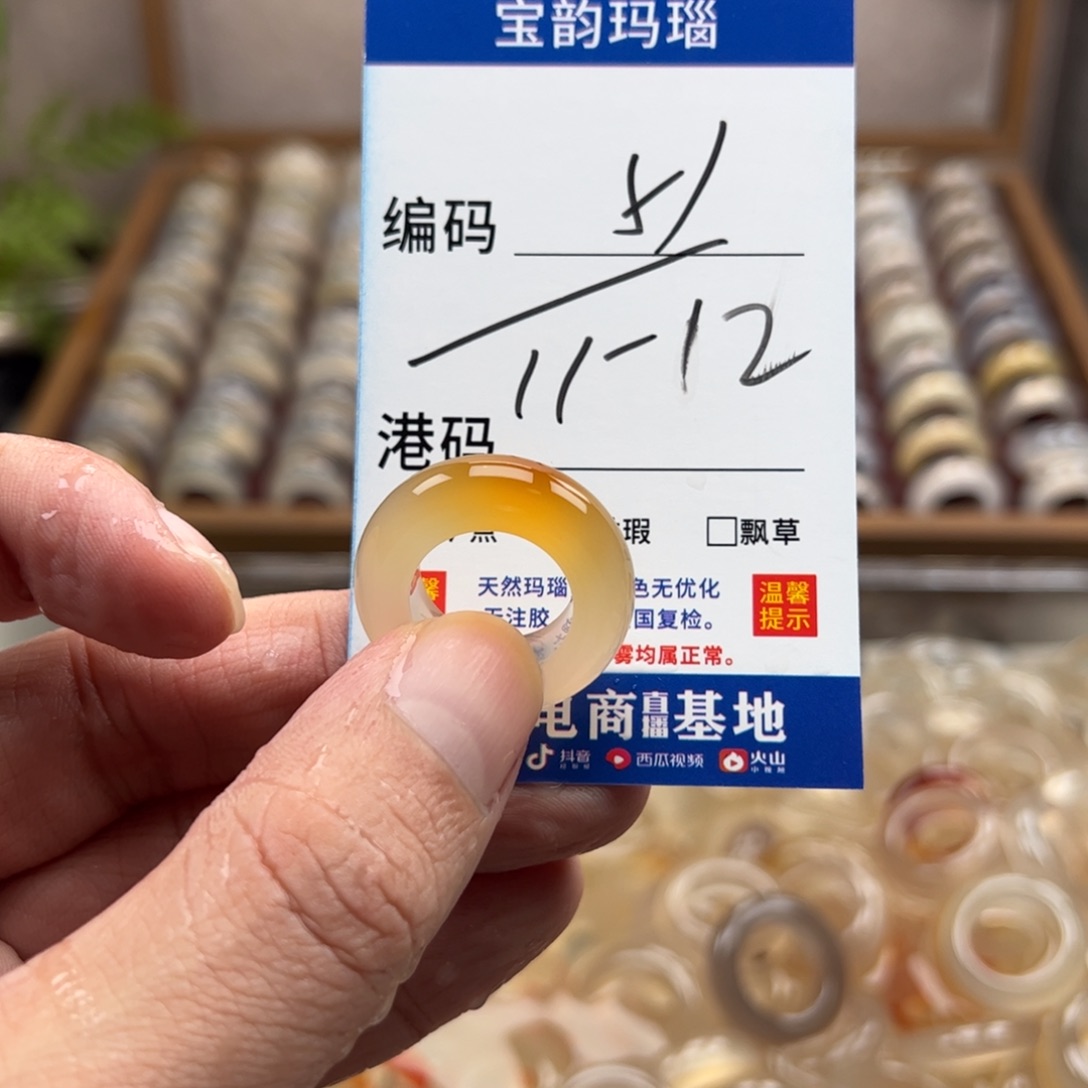 宝韵玛瑙
编码 51
11-12
港码
瑕 □飘草
馨 天然玛瑙 色无优化 温馨
注胶 国复检。 提示
雾均属正常。
电商直播基地
抖音 西瓜视频 火山